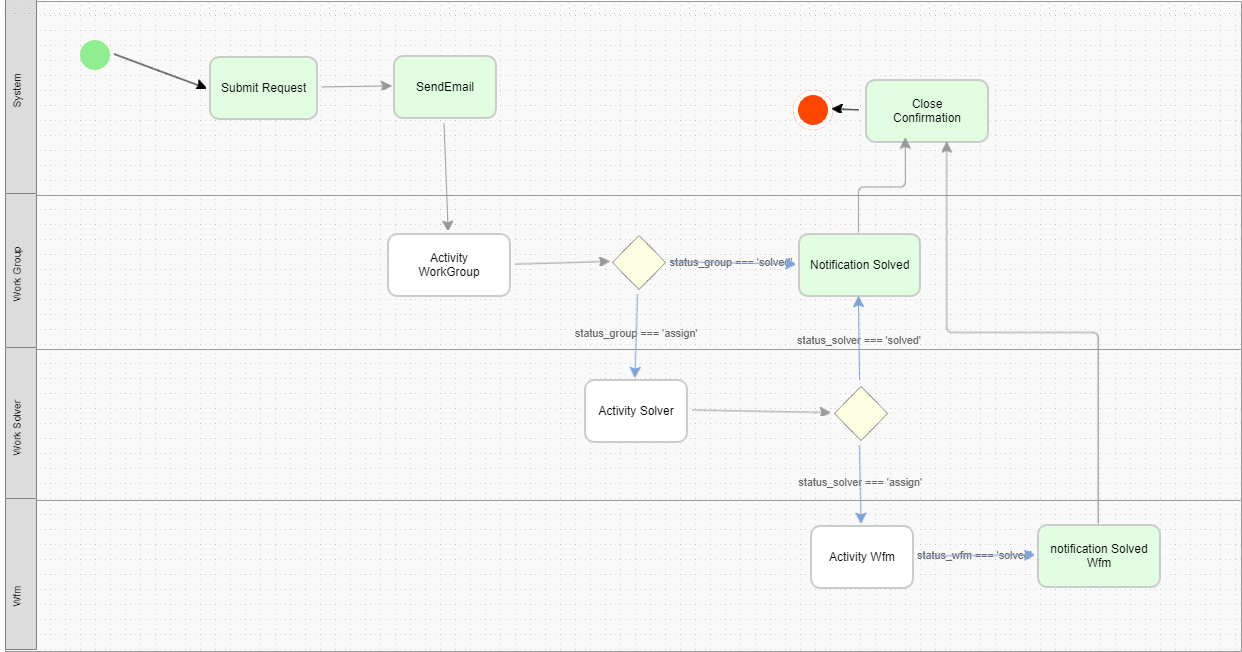 System
Submit Request
SendEmail
Close
Confirmation
Work Group
Activity
WorkGroup
status_group === 'solved'
Notification Solved
status_group === 'assign'
status_solver === 'solved'
Work Solver
Activity Solver
status_solver === 'assign'
Wfm
Activity Wfm
status_wfm === 'solved'
notification Solved
Wfm